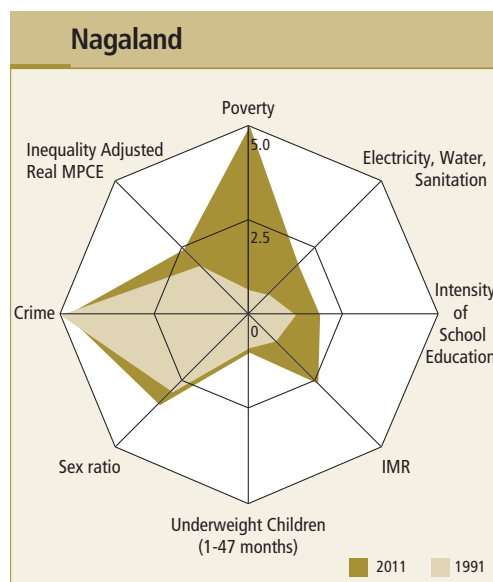 Nagaland
Poverty
5.0
Inequality Adjusted
Real MPCE
Electricity, Water,
Sanitation
2.5
Crime
0
Intensity
of
School
Education
Sex ratio
IMR
Underweight Children
(1-47 months)
2011
1991